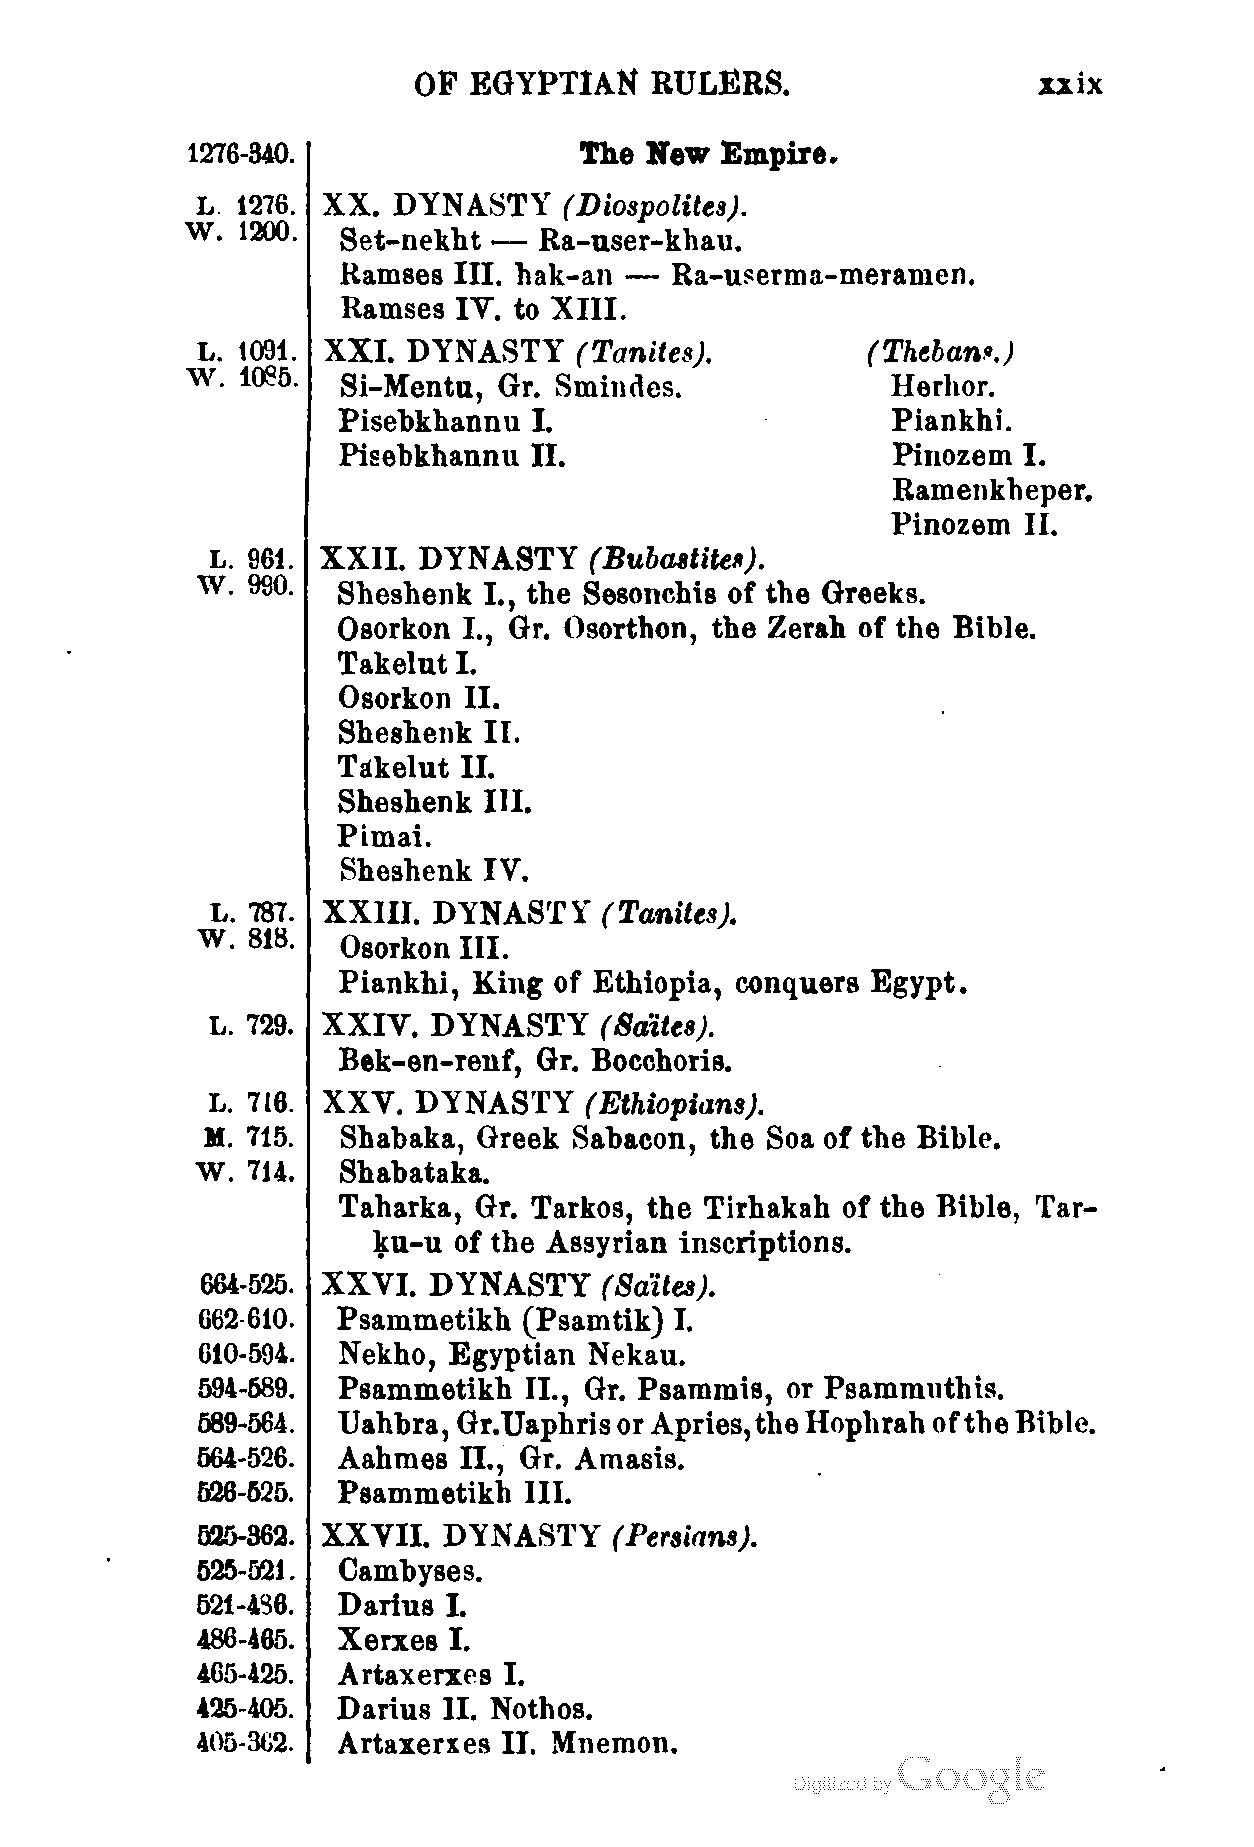 OF EGYPTIAN RULERS. xxix
1276-340. The New Empire.
L. 1276. XX. DYNASTY (Diospolites).
W. 1200. Set-nekht — Ra-user-khau.
Ramses III. hak-an — Ra-userma-meramen.
Ramses IV. to XIII.
L. 1091. XXI. DYNASTY (Tanites). (Thebans.)
W. 1085. Si-Mentu, Gr. Smindes. Herhor.
Pisebkhannu I. Piankhi.
Pisebkhannu II. Pinozem I.
Ramenkheper.
Pinozem II.
L. 961. XXII. DYNASTY (Bubastites).
W. 990. Sheshenk I., the Sesonchis of the Greeks.
Osorkon I., Gr. Osorthon, the Zerah of the Bible.
Takelut I.
Osorkon II.
Sheshenk II.
Takelut II.
Sheshenk III.
Pimai.
Sheshenk IV.
L. 787. XXIII. DYNASTY (Tanites).
W. 818. Osorkon III.
Piankhi, King of Ethiopia, conquers Egypt.
L. 729. XXIV. DYNASTY (Saïtes).
Bek-en-renf, Gr. Bocchoris.
L. 716. XXV. DYNASTY (Ethiopians).
M. 715. Shabaka, Greek Sabacon, the Soa of the Bible.
W. 714. Shabataka.
Taharka, Gr. Tarkos, the Tirhakah of the Bible, Tar-
ḳu-u of the Assyrian inscriptions.
664-525. XXVI. DYNASTY (Saïtes).
662-610. Psammetikh (Psamtik) I.
610-594. Nekho, Egyptian Nekau.
594-589. Psammetikh II., Gr. Psammis, or Psammuthis.
589-564. Uahbra, Gr. Uaphris or Apries, the Hophrah of the Bible.
564-526. Aahmes II., Gr. Amasis.
526-525. Psammetikh III.
525-362. XXVII. DYNASTY (Persians).
525-521. Cambyses.
521-486. Darius I.
486-465. Xerxes I.
465-425. Artaxerxes I.
425-405. Darius II. Nothos.
405-362. Artaxerxes II. Mnemon.
Digitized by Google